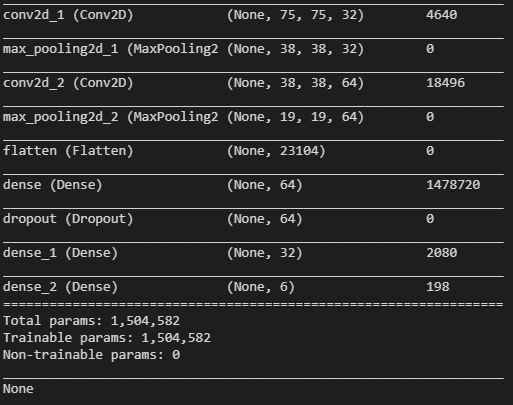 conv2d_1 (Conv2D) (None, 75, 75, 32) 4640
max_pooling2d_1 (MaxPooling2 (None, 38, 38, 32) 0
conv2d_2 (Conv2D) (None, 38, 38, 64) 18496
max_pooling2d_2 (MaxPooling2 (None, 19, 19, 64) 0
flatten (Flatten) (None, 23104) 0
dense (Dense) (None, 64) 1478720
dropout (Dropout) (None, 64) 0
dense_1 (Dense) (None, 32) 2080
dense_2 (Dense) (None, 6) 198
Total params: 1,504,582
Trainable params: 1,504,582
Non-trainable params: 0
None